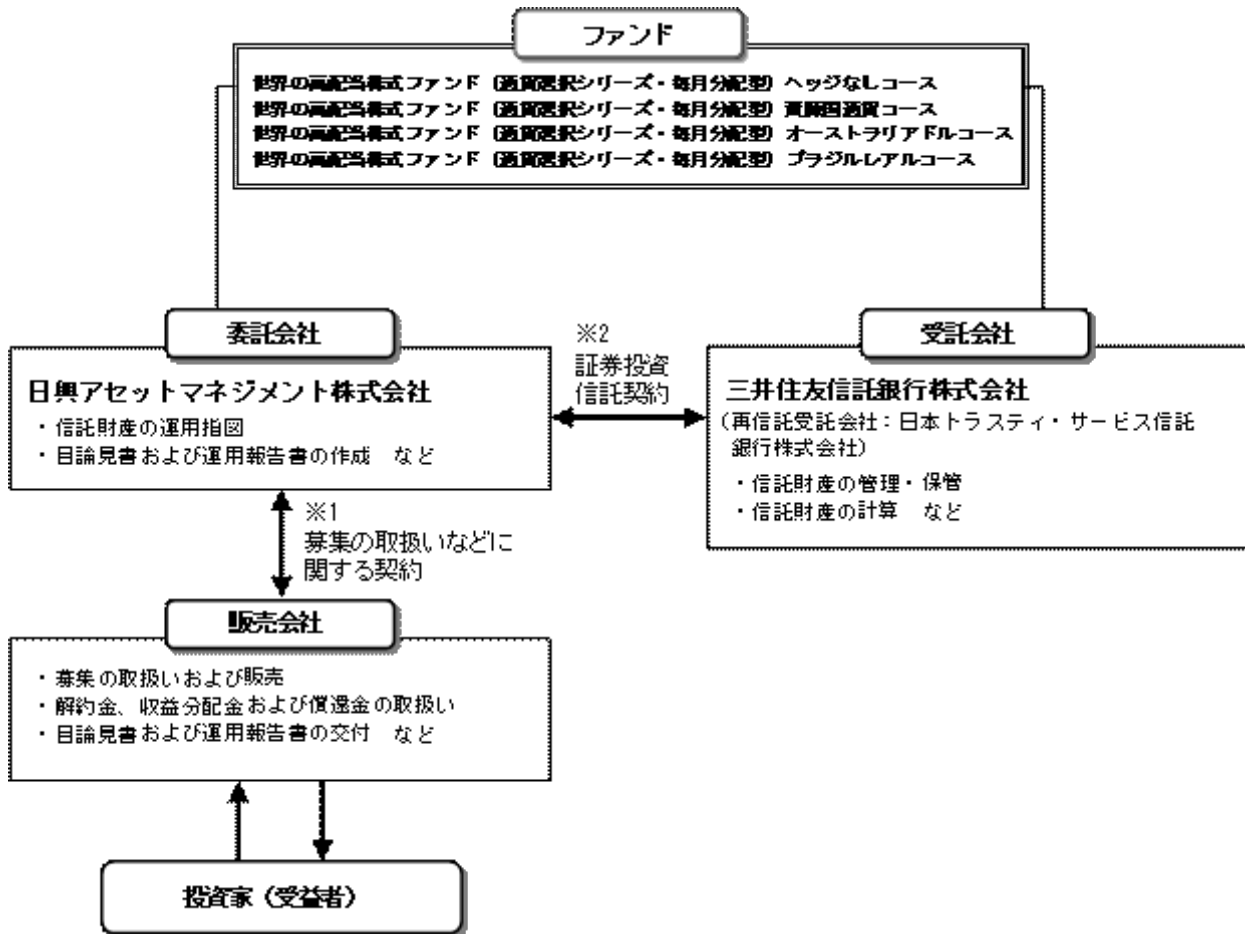 ファンド
世界の高配当株式ファンド（通貨選択シリーズ・毎月分配型）ヘッジなしコース
世界の高配当株式ファンド（通貨選択シリーズ・毎月分配型）資源国通貨コース
世界の高配当株式ファンド（通貨選択シリーズ・毎月分配型）オーストラリアドルコース
世界の高配当株式ファンド（通貨選択シリーズ・毎月分配型）ブラジルレアルコース
委託会社
日興アセットマネジメント株式会社
・信託財産の運用指図
・目論見書および運用報告書の作成　など
※2
証券投資
信託契約
受託会社
三井住友信託銀行株式会社
（再信託受託会社：日本トラスティ・サービス信託
銀行株式会社）
・信託財産の管理・保管
・信託財産の計算　など
※1
募集の取扱いなどに
関する契約
販売会社
・募集の取扱いおよび販売
・解約金、収益分配金および償還金の取扱い
・目論見書および運用報告書の交付　など
投資家（受益者）